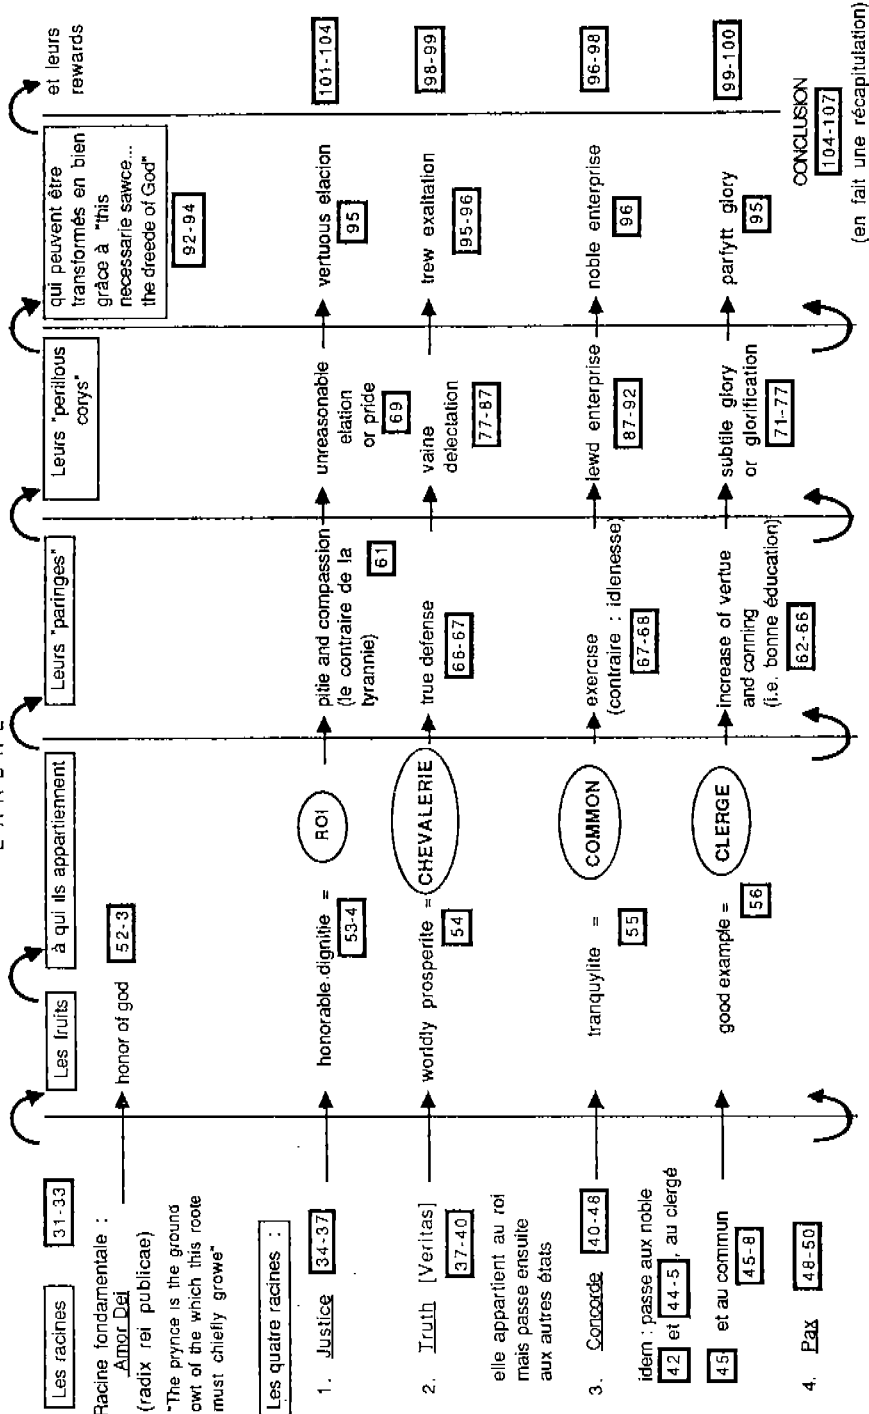 Les racines 31-33
Racine fondamentale :
Amor Dei
(radix rei publicae)
"The prynce is the ground
owt of the which this roote
must chiefly growe"
Les quatre racines :
1. Justice 34-37
2. Truth [Veritas]
37-40
elle appartient au roi
mais passe ensuite
aux autres états
3. Concorde 40-48
idem : passe aux noble
42 et 44-5, au clergé
45 et au commun
45-8
4. Pax 48-50
Les fruits
honor of god 52-3
honorable dignitie =
53-4
worldly prosperite =
54
tranquylite =
55
good example =
56
à qui ils appartiennent
ROI
CHEVALERIE
COMMON
CLERGE
Leurs "paringes"
pitie and compassion
(le contraire de la
tyrannie) 61
true defense
66-67
exercise
(contraire : idlenesse)
67-68
increase of vertue
and conning
(i.e. bonne éducation)
62-66
Leurs "perillous
corys"
unreasonable
elation
or pride
69
vaine
delectation
77-87
lewd enterprise
87-92
subtile glory
or glorification
71-77
qui peuvent être
transformés en bien
grâce à "this
necessarie sawce...
the dreede of God"
92-94
vertuous elacion
95
trew exaltation
95-96
noble enterprise
96
parfytt glory
95
et leurs
rewards
101-104
98-99
96-98
99-100
CONCLUSION
104-107
(en fait une récapitulation)